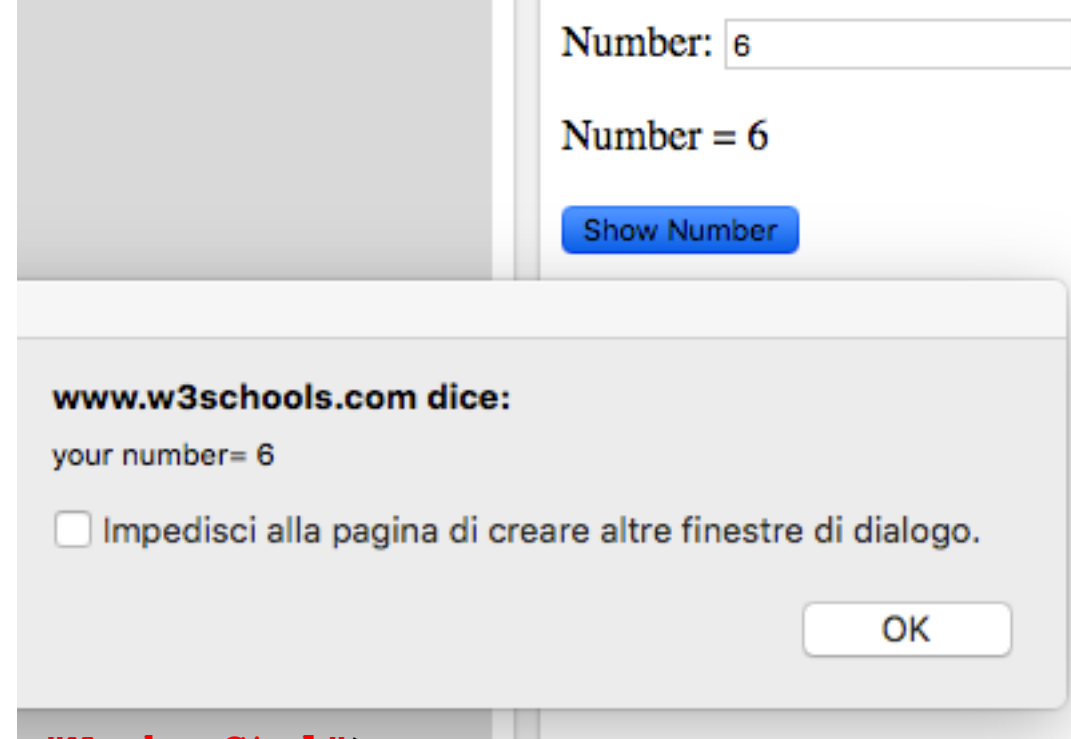 Number: 6
Number = 6
Show Number
www.w3schools.com dice:
your number= 6
Impedisci alla pagina di creare altre finestre di dialogo.
OK